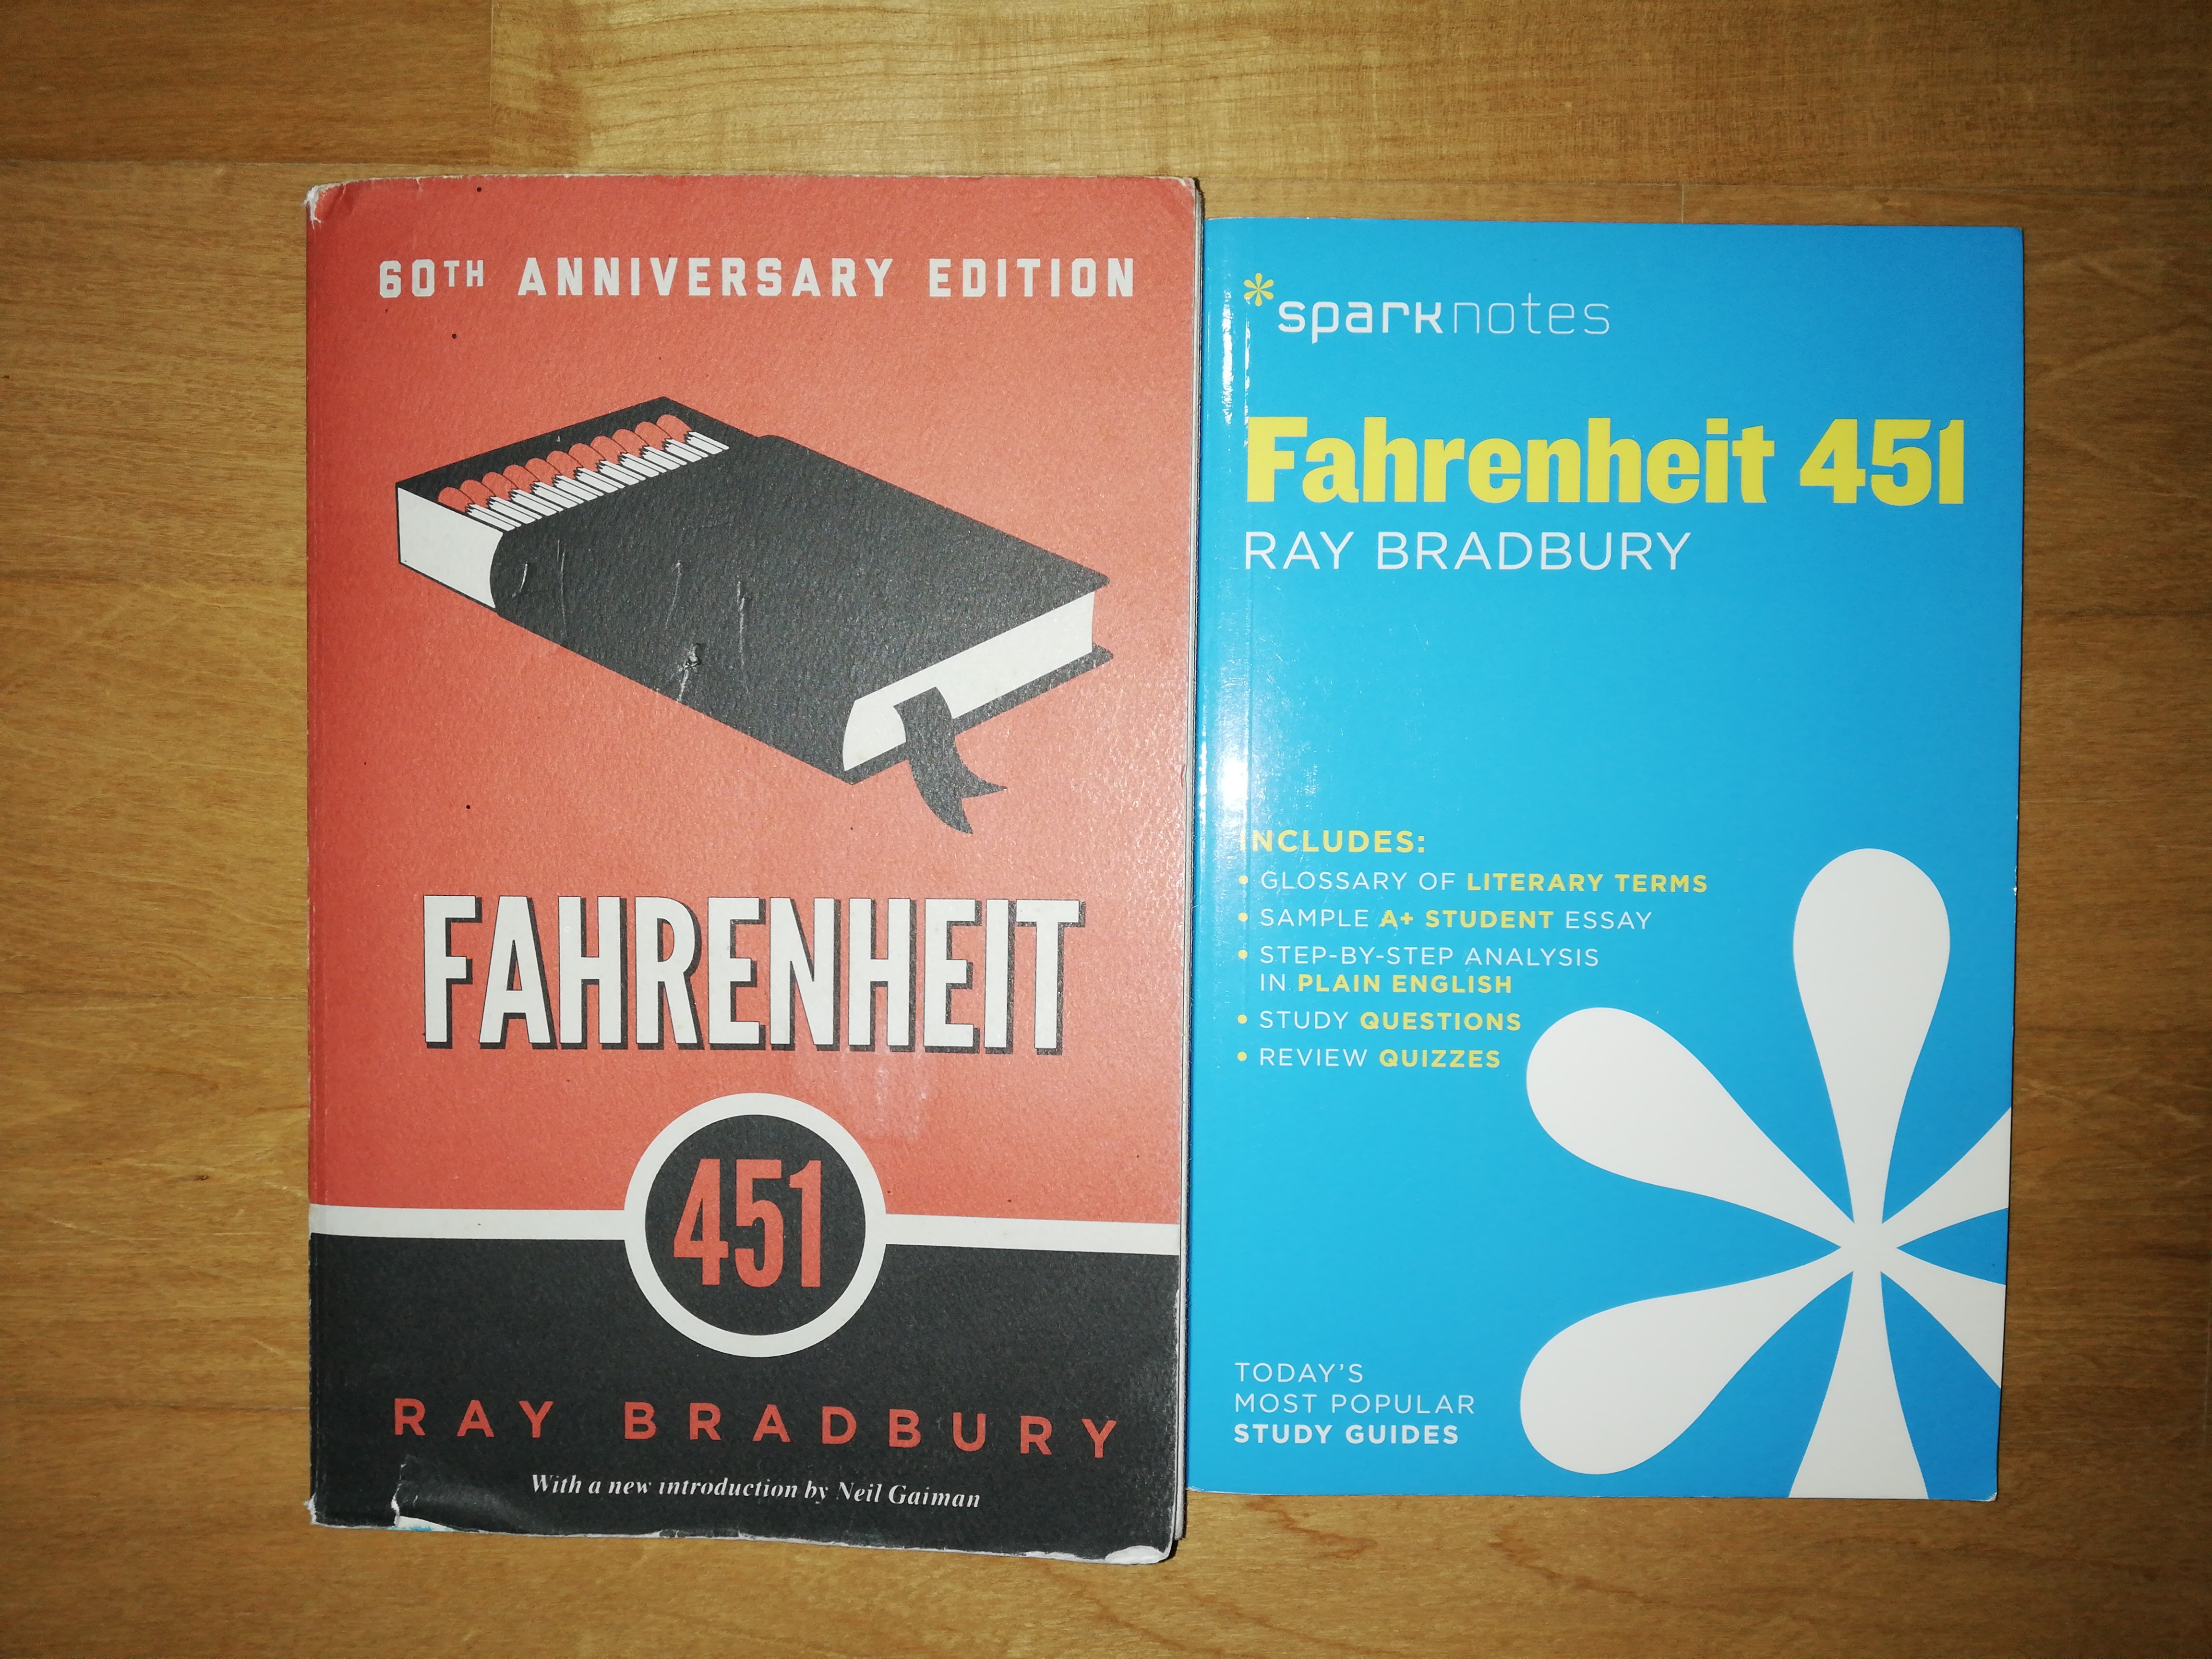 60TH ANNIVERSARY EDITION
FAHRENHEIT
451
RAY BRADBURY
With a new introduction by Neil Gaiman
sparknotes
Fahrenheit 451
RAY BRADBURY
INCLUDES:
• GLOSSARY OF LITERARY TERMS
• SAMPLE A+ STUDENT ESSAY
• STEP-BY-STEP ANALYSIS
IN PLAIN ENGLISH
• STUDY QUESTIONS
• REVIEW QUIZZES
TODAY'S
MOST POPULAR
STUDY GUIDES